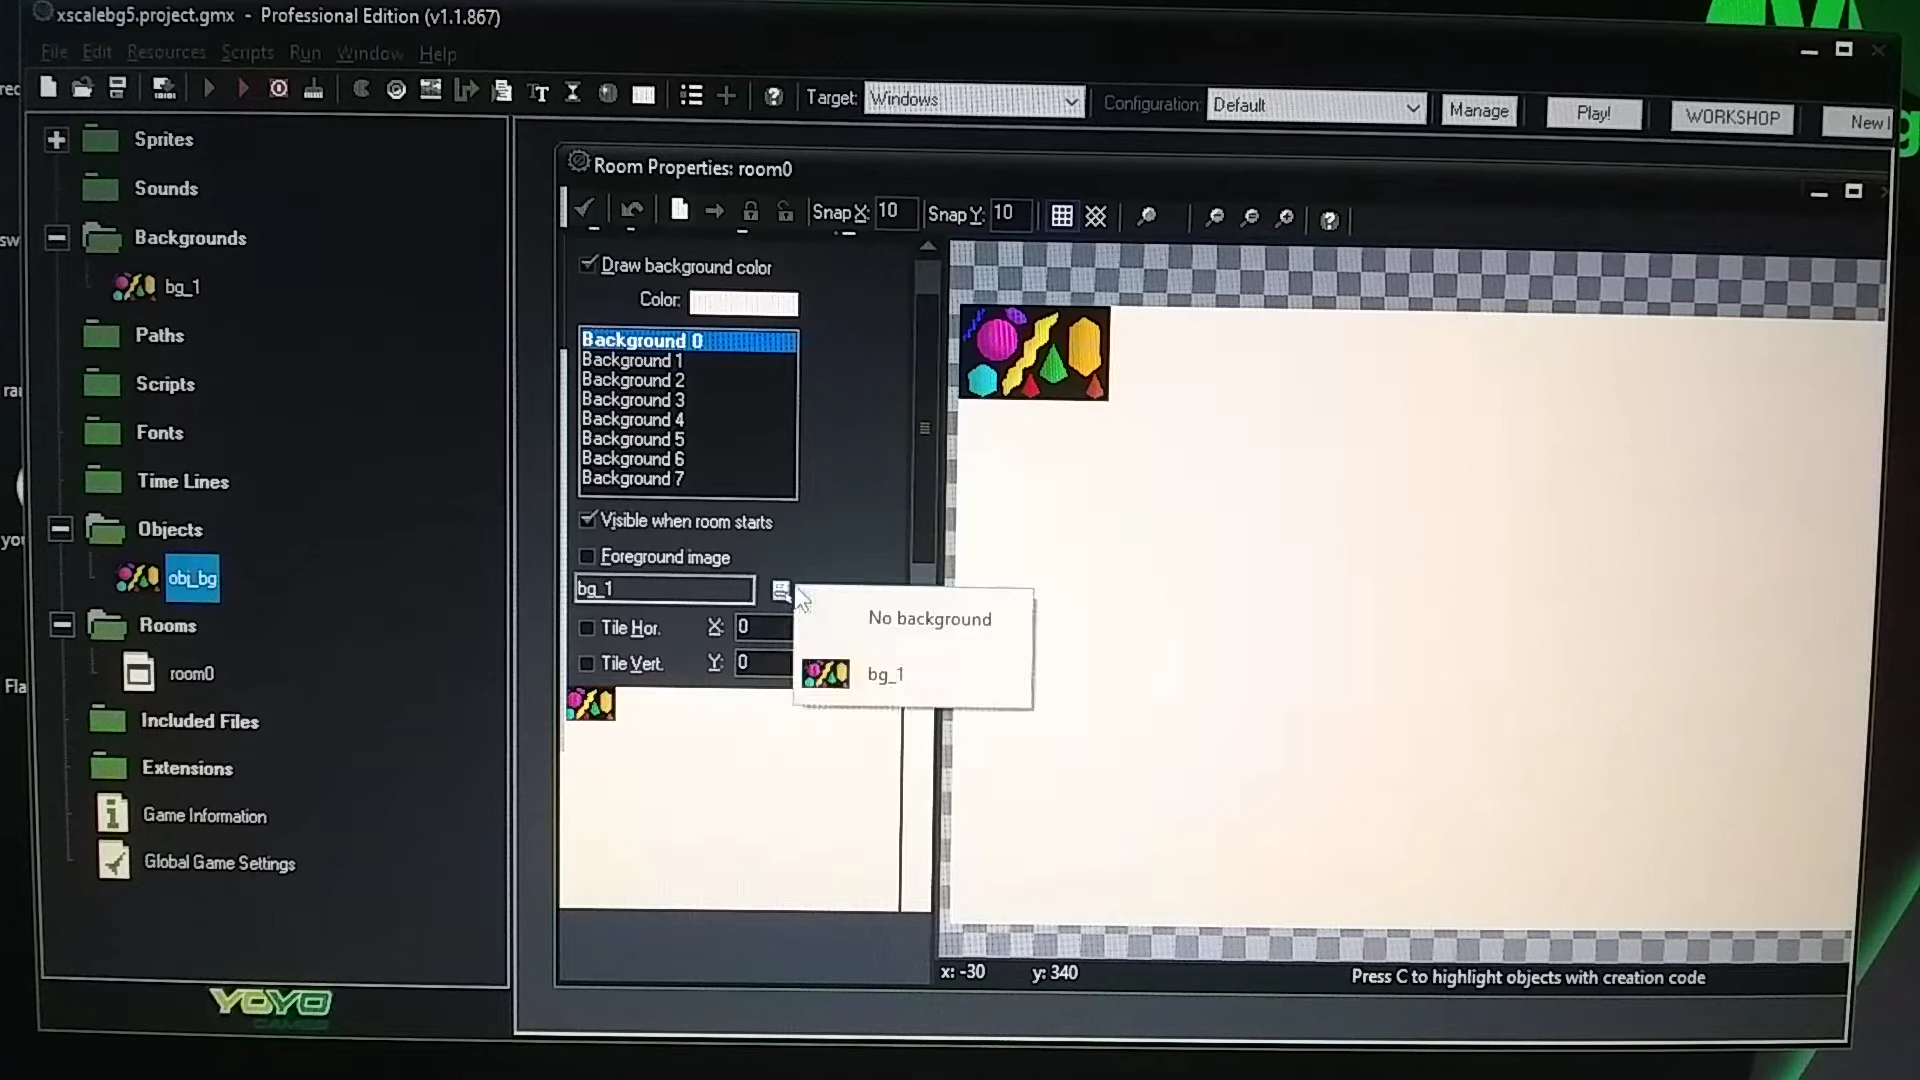 xscalebg5.project.gmx - Professional Edition (v1.1.867)
File Edit Resources Scripts Run Window Help
Target: Windows Configuration: Default Manage Play! WORKSHOP New
Sprites
Sounds
Backgrounds
bg_1
Paths
Scripts
Fonts
Time Lines
Objects
obj_bg
Rooms
room0
Included Files
Extensions
Game Information
Global Game Settings
YOYO
GAMES
Room Properties: room0
Snap X: 10 Snap Y: 10
Draw background color
Color:
Background 0
Background 1
Background 2
Background 3
Background 4
Background 5
Background 6
Background 7
Visible when room starts
Foreground image
bg_1
Tile Hor. X: 0
Tile Vert. Y: 0
No background
bg_1
x: -30 y: 340 Press C to highlight objects with creation code